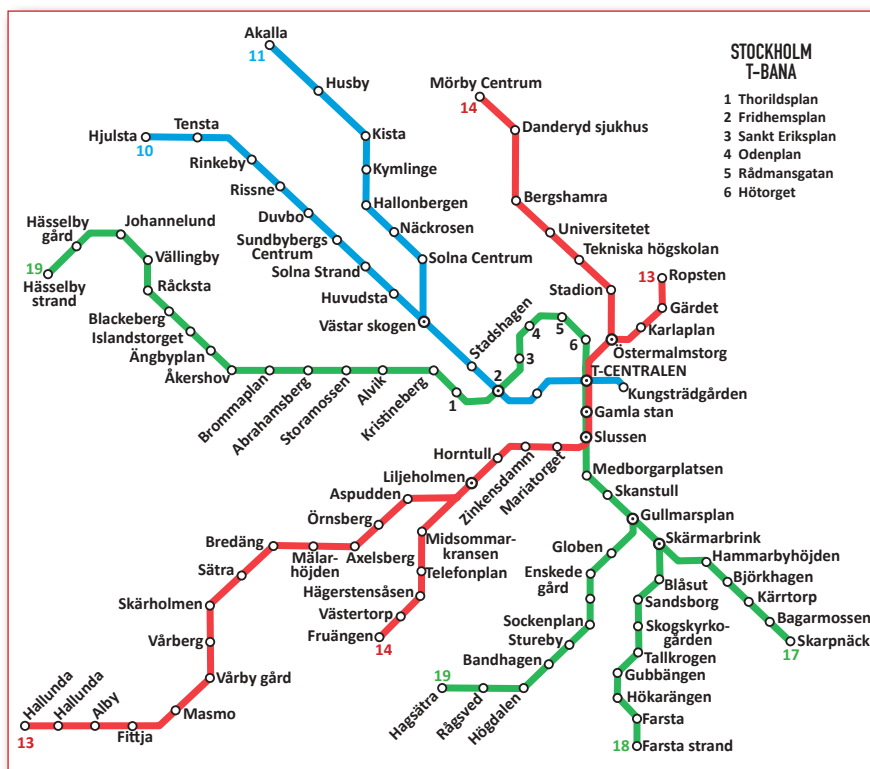 STOCKHOLM
T-BANA
1 Thorildsplan
2 Fridhemsplan
3 Sankt Eriksplan
4 Odenplan
5 Rådmansgatan
6 Hötorget
Akalla
11
Husby
Kista
Kymlinge
Hallonbergen
Näckrosen
Solna Centrum
Hjulsta
10
Tensta
Rinkeby
Rissne
Duvbo
Sundbybergs
Centrum
Solna Strand
Huvudsta
Västar skogen
Stadshagen
Mörby Centrum
14
Danderyd sjukhus
Bergshamra
Universitetet
Tekniska högskolan
Stadion
13
Ropsten
Gärdet
Karlaplan
Östermalmstorg
T-CENTRALEN
Kungsträdgården
Gamla stan
Slussen
Hässelby
gård
Johannelund
19
Hässelby
strand
Vällingby
Råcksta
Blackeberg
Islandstorget
Ängbyplan
Åkershov
Brommaplan
Abrahamsberg
Storamossen
Alvik
Kristineberg
1
2
3
4
5
6
Horntull
Zinkensdamm
Mariatorget
Liljeholmen
Aspudden
Örnsberg
Axelsberg
Mälar-
höjden
Bredäng
Sätra
Skärholmen
Vårberg
Vårby gård
Masmo
Fittja
Alby
Hallunda
Hallunda
13
Midsommar-
kransen
Telefonplan
Hägerstensåsen
Västertorp
Fruängen
14
Medborgarplatsen
Skanstull
Gullmarsplan
Skärmarbrink
Hammarbyhöjden
Björkhagen
Kärrtorp
Bagarmossen
Skarpnäck
17
Globen
Enskede
gård
Sockenplan
Stureby
Bandhagen
Högdalen
Rågsved
Hagsätra
19
Blåsut
Sandsborg
Skogskyrko-
gården
Tallkrogen
Gubbängen
Hökarängen
Farsta
18
Farsta strand